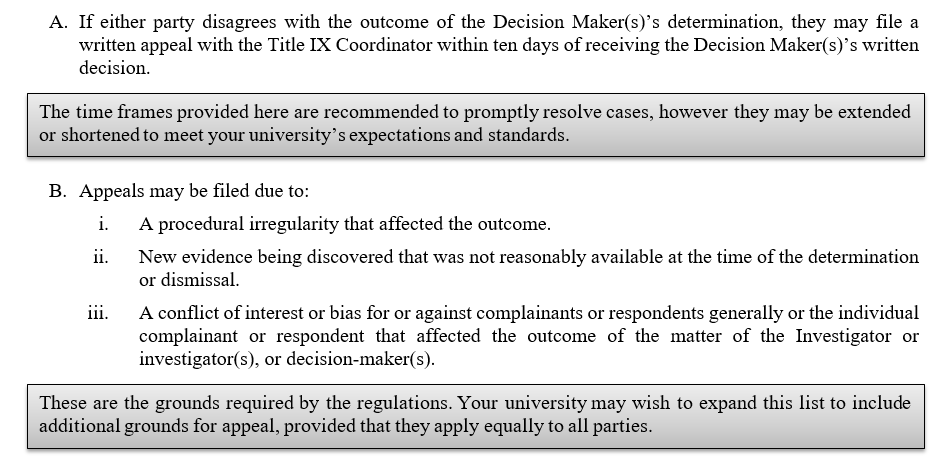 A. If either party disagrees with the outcome of the Decision Maker(s)’s determination, they may file a
written appeal with the Title IX Coordinator within ten days of receiving the Decision Maker(s)’s written
decision.
The time frames provided here are recommended to promptly resolve cases, however they may be extended
or shortened to meet your university’s expectations and standards.
B. Appeals may be filed due to:
i. A procedural irregularity that affected the outcome.
ii. New evidence being discovered that was not reasonably available at the time of the determination
or dismissal.
iii. A conflict of interest or bias for or against complainants or respondents generally or the individual
complainant or respondent that affected the outcome of the matter of the Investigator or
investigator(s), or decision-maker(s).
These are the grounds required by the regulations. Your university may wish to expand this list to include
additional grounds for appeal, provided that they apply equally to all parties.